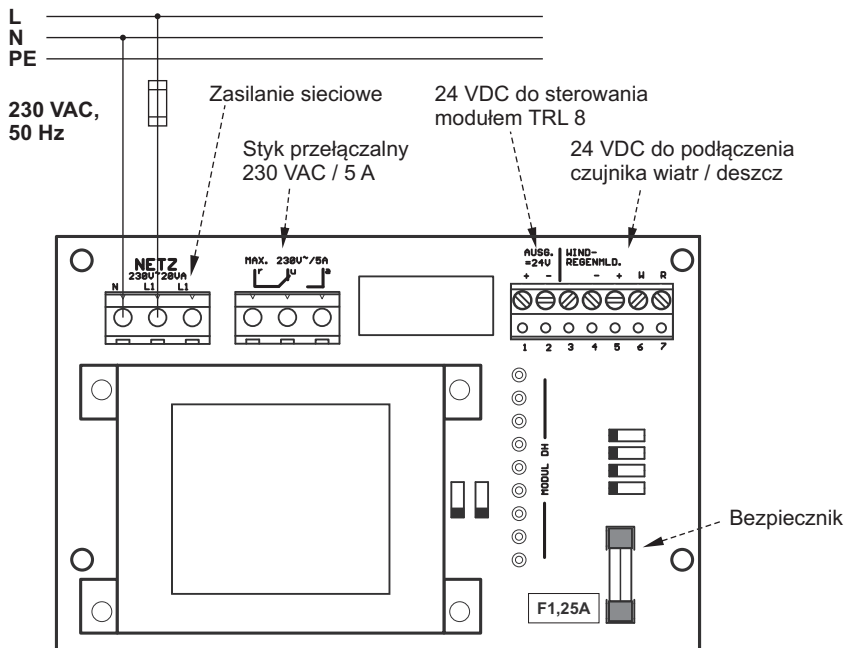 L
N
PE
230 VAC,
50 Hz
Zasilanie sieciowe
Styk przełączalny
230 VAC / 5 A
24 VDC do sterowania
modułem TRL 8
24 VDC do podłączenia
czujnika wiatr / deszcz
NETZ
230V~20VA
N L1 L1
MAX. 230V~/5A
r u a
AUSG.
=24V
WIND-
REGENMLD.
+ - - + W R
1 2 3 4 5 6 7
MODUL DH
Bezpiecznik
F1,25A